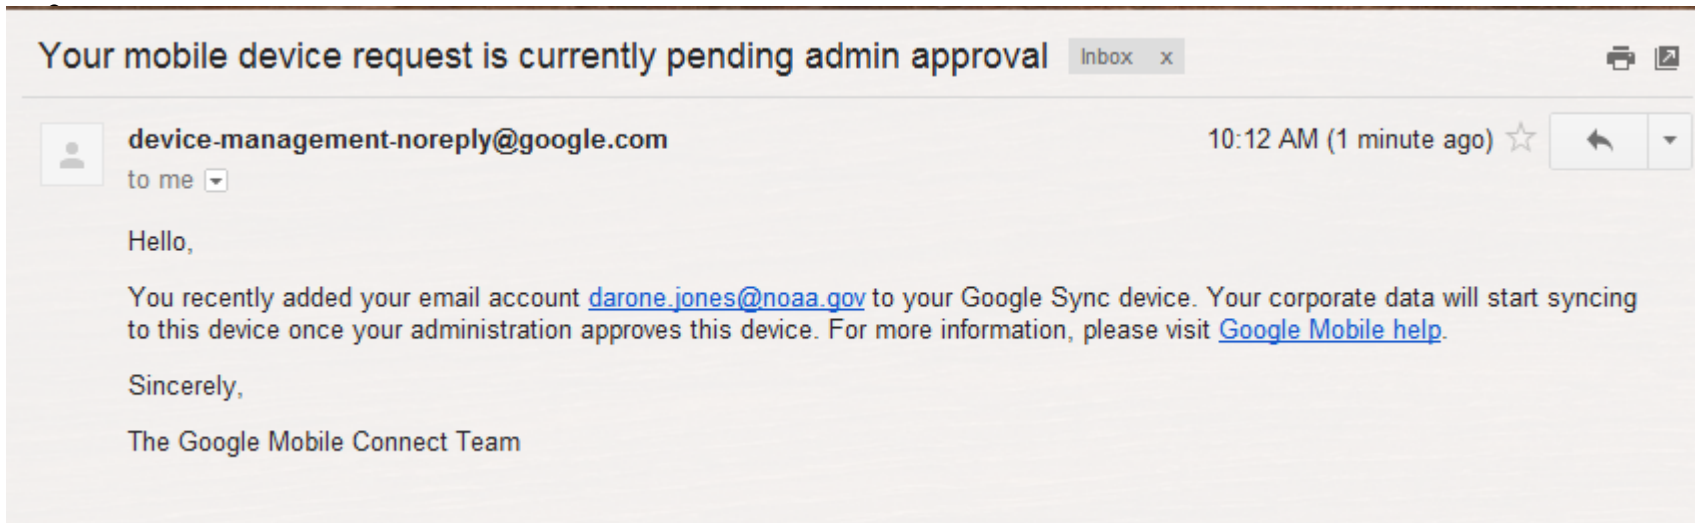 Your mobile device request is currently pending admin approval Inbox x
device-management-noreply@google.com 10:12 AM (1 minute ago)
to me
Hello,
You recently added your email account darone.jones@noaa.gov to your Google Sync device. Your corporate data will start syncing
to this device once your administration approves this device. For more information, please visit Google Mobile help.
Sincerely,
The Google Mobile Connect Team